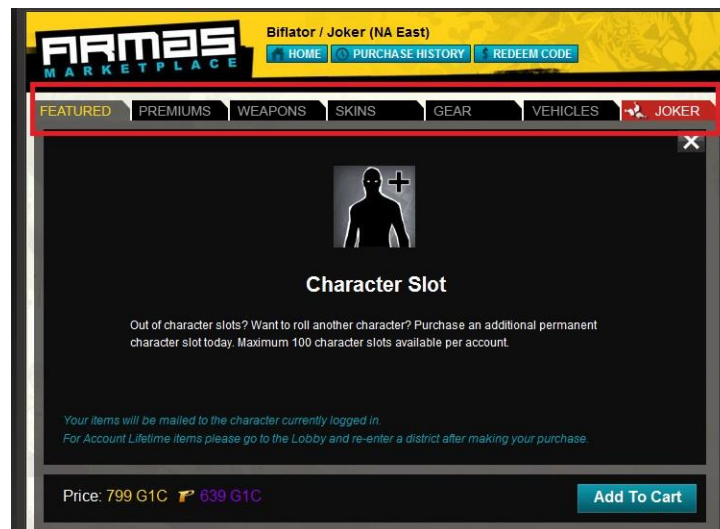 ARMAS
MARKETPLACE
Biflator / Joker (NA East)
HOME PURCHASE HISTORY $ REDEEM CODE
FEATURED PREMIUMS WEAPONS SKINS GEAR VEHICLES JOKER
X
Character Slot
Out of character slots? Want to roll another character? Purchase an additional permanent
character slot today. Maximum 100 character slots available per account.
Your items will be mailed to the character currently logged in.
For Account Lifetime items please go to the Lobby and re-enter a district after making your purchase.
Price: 799 G1C 639 G1C
Add To Cart